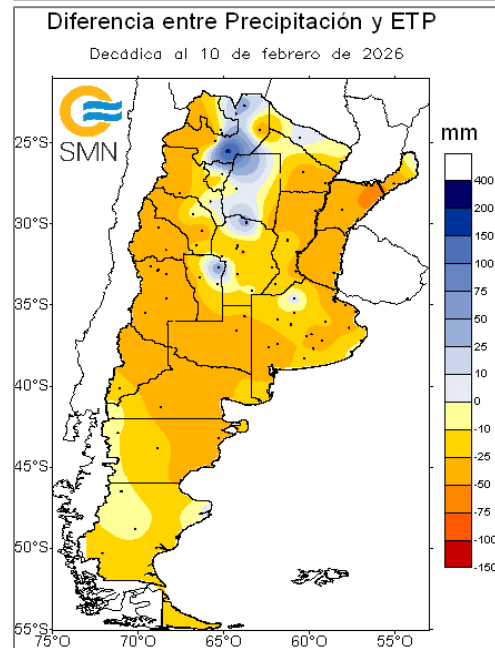 Diferencia entre Precipitación y ETP
Decádica al 10 de febrero de 2026
SMN
mm
400
200
150
100
75
50
25
10
0
-10
-25
-50
-75
-100
-150
25°S
30°S
35°S
40°S
45°S
50°S
55°S
75°O
70°O
65°O
60°O
55°O